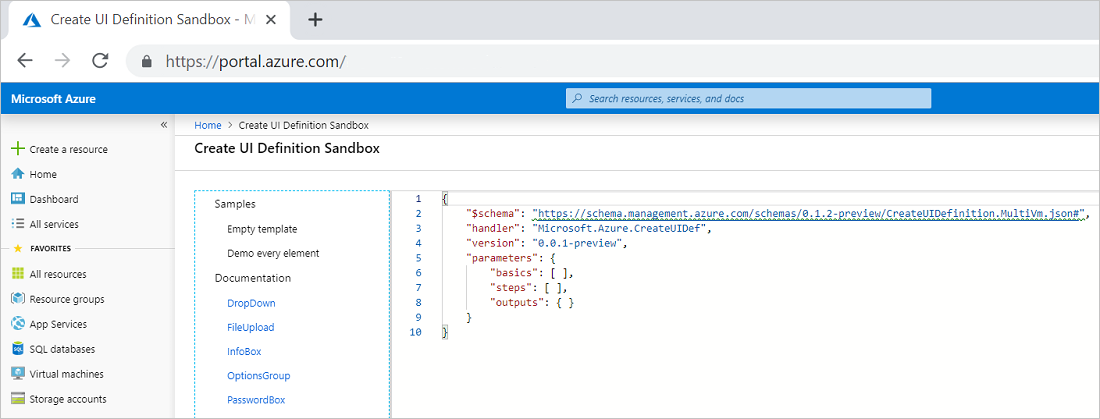 Create UI Definition Sandbox - M
https://portal.azure.com/
Microsoft Azure
Search resources, services, and docs
Create a resource
Home
Dashboard
All services
FAVORITES
All resources
Resource groups
App Services
SQL databases
Virtual machines
Storage accounts
Home > Create UI Definition Sandbox
Create UI Definition Sandbox
Samples
Empty template
Demo every element
Documentation
DropDown
FileUpload
InfoBox
OptionsGroup
PasswordBox
1 {
2 "$schema": "https://schema.management.azure.com/schemas/0.1.2-preview/CreateUIDefinition.MultiVm.json#",
3 "handler": "Microsoft.Azure.CreateUIDef",
4 "version": "0.0.1-preview",
5 "parameters": {
6 "basics": [ ],
7 "steps": [ ],
8 "outputs": { }
9 }
10 }